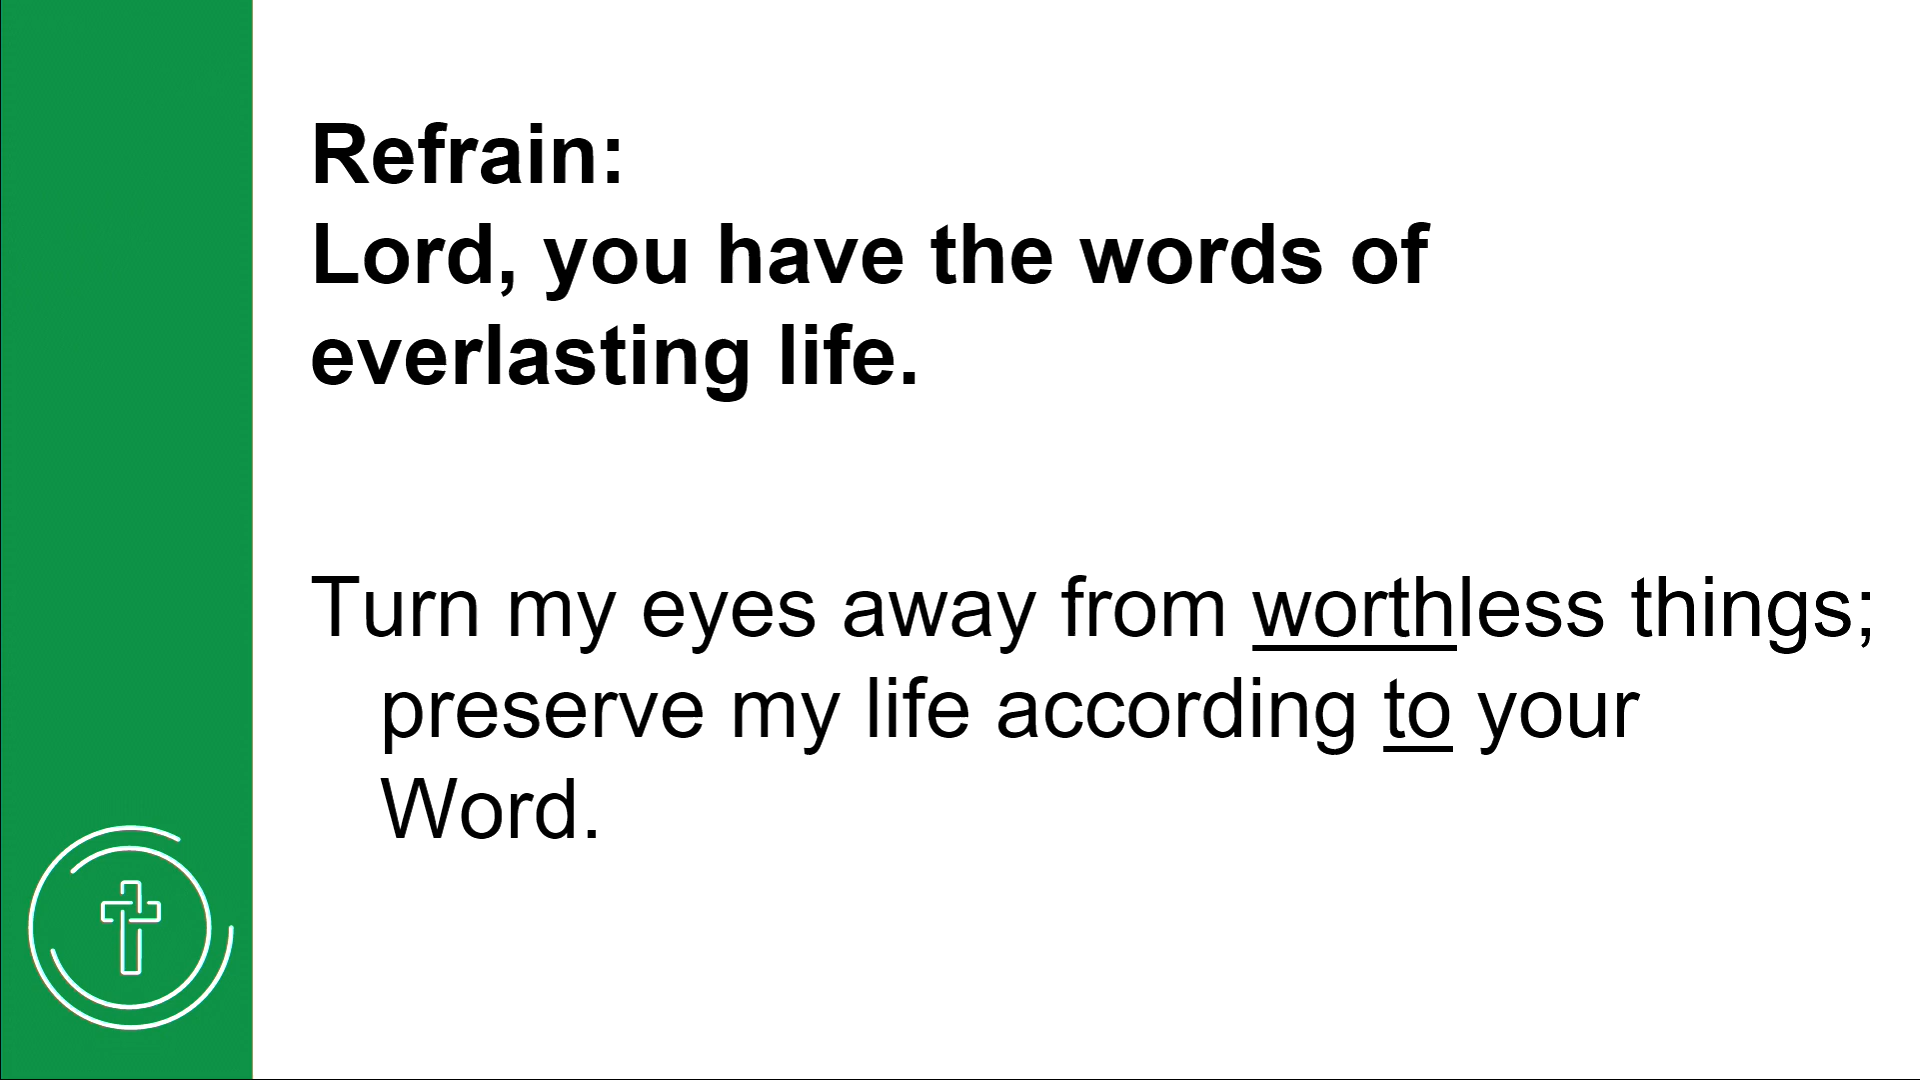 Refrain:
Lord, you have the words of
everlasting life.
Turn my eyes away from worthless things;
preserve my life according to your
Word.